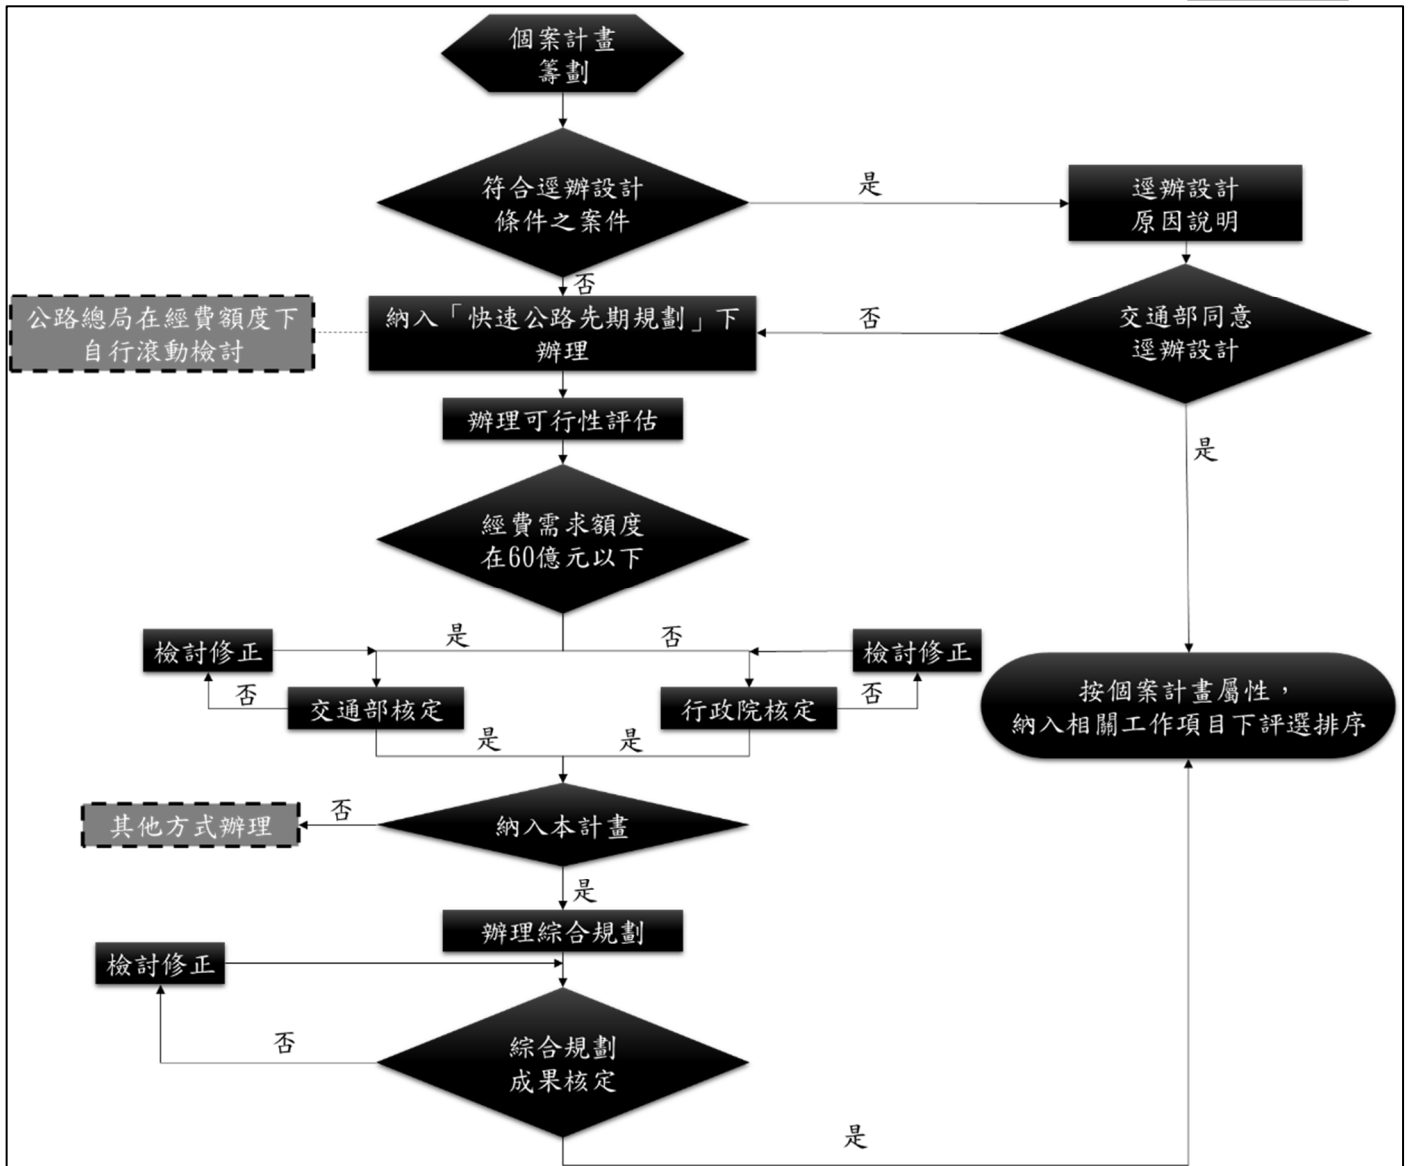 個案計畫
籌劃
符合逕辦設計
條件之案件
是
逕辦設計
原因說明
否
公路總局在經費額度下
自行滾動檢討
納入「快速公路先期規劃」下
辦理
否
交通部同意
逕辦設計
辦理可行性評估
是
經費需求額度
在60億元以下
是
否
檢討修正
檢討修正
否
交通部核定
行政院核定
否
按個案計畫屬性，
納入相關工作項目下評選排序
是
是
其他方式辦理
否
納入本計畫
是
辦理綜合規劃
檢討修正
否
綜合規劃
成果核定
是